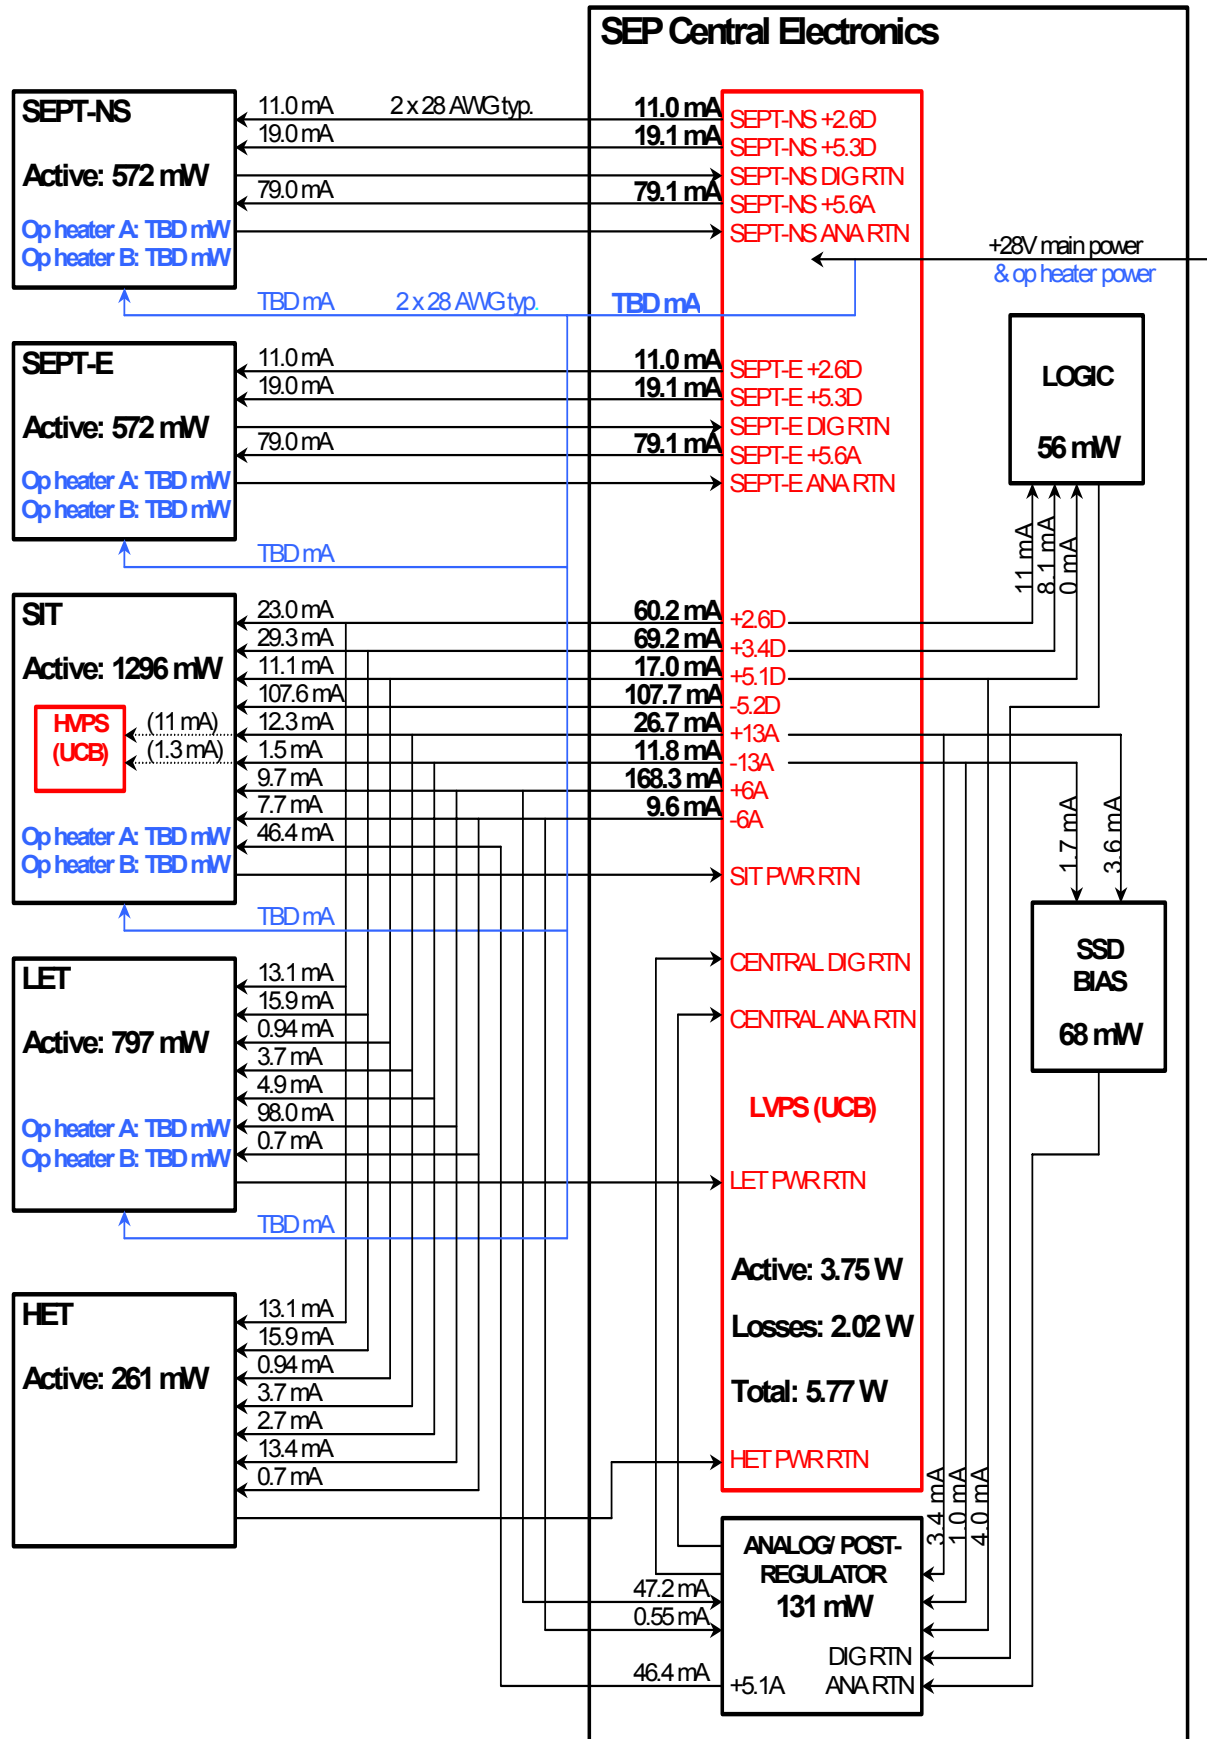 SEP Central Electronics
SEPT-NS
Active: 572 mW
Op heater A: TBD mW
Op heater B: TBD mW
11.0 mA
2 x 28 AWG typ.
19.0 mA
79.0 mA
TBD mA
2 x 28 AWG typ.
TBD mA
11.0 mA
19.1 mA
79.1 mA
SEPT-NS +2.6D
SEPT-NS +5.3D
SEPT-NS DIG RTN
SEPT-NS +5.6A
SEPT-NS ANA RTN
+28V main power
& op heater power
SEPT-E
Active: 572 mW
Op heater A: TBD mW
Op heater B: TBD mW
11.0 mA
19.0 mA
79.0 mA
TBD mA
11.0 mA
19.1 mA
79.1 mA
SEPT-E +2.6D
SEPT-E +5.3D
SEPT-E DIG RTN
SEPT-E +5.6A
SEPT-E ANA RTN
LOGIC
56 mW
11 mA
8.1 mA
0 mA
SIT
Active: 1296 mW
HVPS
(UCB)
(11 mA)
(1.3 mA)
Op heater A: TBD mW
Op heater B: TBD mW
23.0 mA
29.3 mA
11.1 mA
107.6 mA
12.3 mA
1.5 mA
9.7 mA
7.7 mA
46.4 mA
TBD mA
60.2 mA
69.2 mA
17.0 mA
107.7 mA
26.7 mA
11.8 mA
168.3 mA
9.6 mA
+2.6D
+3.4D
+5.1D
-5.2D
+13A
-13A
+6A
-6A
SIT PWR RTN
CENTRAL DIG RTN
CENTRAL ANA RTN
LVPS (UCB)
LET PWR RTN
Active: 3.75 W
Losses: 2.02 W
Total: 5.77 W
HET PWR RTN
1.7 mA
3.6 mA
SSD
BIAS
68 mW
LET
Active: 797 mW
Op heater A: TBD mW
Op heater B: TBD mW
13.1 mA
15.9 mA
0.94 mA
3.7 mA
4.9 mA
98.0 mA
0.7 mA
TBD mA
HET
Active: 261 mW
13.1 mA
15.9 mA
0.94 mA
3.7 mA
2.7 mA
13.4 mA
0.7 mA
3.4 mA
1.0 mA
4.0 mA
ANALOG/ POST-
REGULATOR
131 mW
47.2 mA
0.55 mA
46.4 mA
DIG RTN
+5.1A
ANA RTN